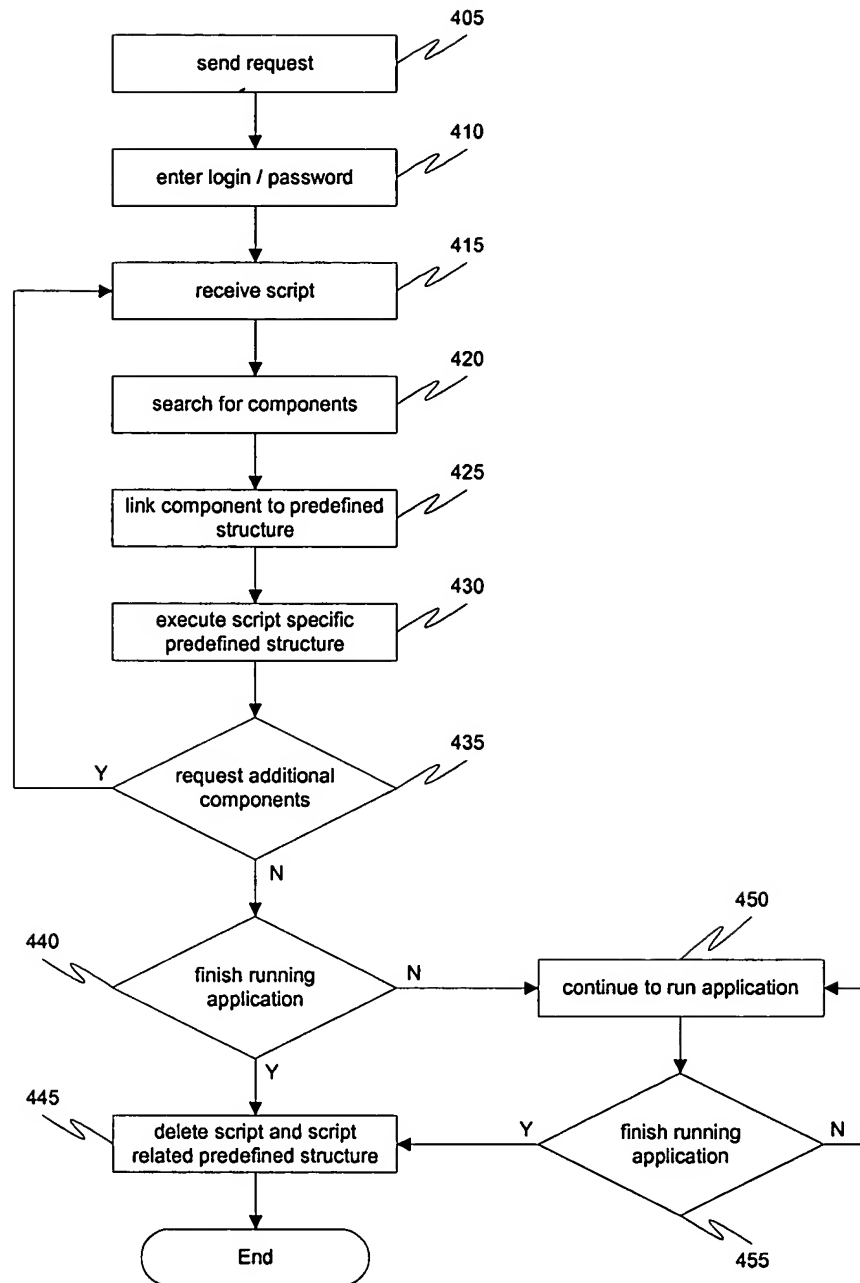 405
send request
410
enter login / password
415
receive script
420
search for components
425
link component to predefined
structure
430
execute script specific
predefined structure
435
Y
request additional
components
N
440
finish running
application
N
450
continue to run application
Y
445
delete script and script
related predefined structure
Y
finish running
application
N
455
End